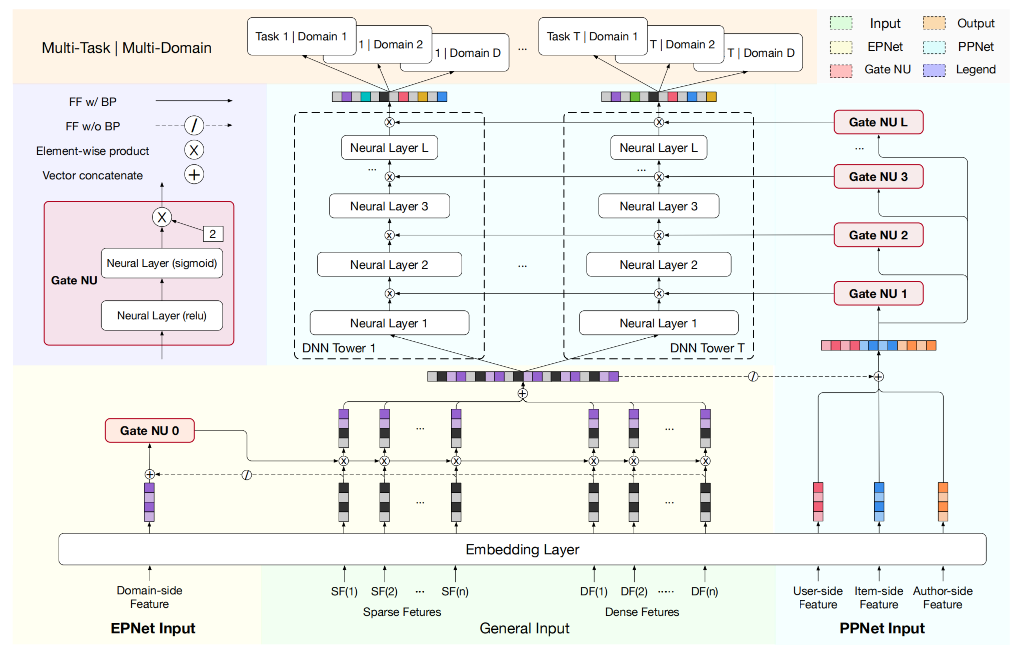 Multi-Task | Multi-Domain
Task 1 | Domain 1
1 | Domain 2
1 | Domain D
...
Task T | Domain 1
T | Domain 2
T | Domain D
Input
Output
EPNet
PPNet
Gate NU
Legend
FF w/ BP
FF w/o BP
/
Element-wise product
X
Vector concatenate
+
X
2
Neural Layer (sigmoid)
Gate NU
Neural Layer (relu)
X
Neural Layer L
...
X
Neural Layer 3
X
Neural Layer 2
X
Neural Layer 1
DNN Tower 1
...
X
Neural Layer L
...
X
Neural Layer 3
X
Neural Layer 2
X
Neural Layer 1
DNN Tower T
Gate NU L
...
Gate NU 3
Gate NU 2
Gate NU 1
/
+
+
Gate NU 0
+
/
X X ... X X X ... X
... ...
Embedding Layer
Domain-side
Feature
EPNet Input
SF(1) SF(2) ... SF(n)
Sparse Fetures
DF(1) DF(2) ..... DF(n)
Dense Fetures
General Input
User-side
Feature
Item-side
Feature
Author-side
Feature
PPNet Input